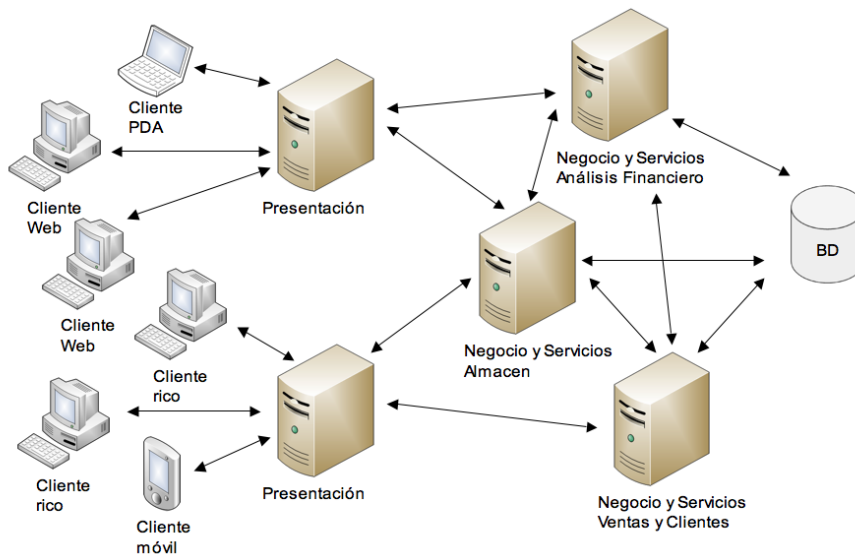 Cliente
PDA
Cliente
Web
Presentación
Negocio y Servicios
Análisis Financiero
BD
Cliente
Web
Cliente
rico
Negocio y Servicios
Almacen
Cliente
rico
Cliente
móvil
Presentación
Negocio y Servicios
Ventas y Clientes